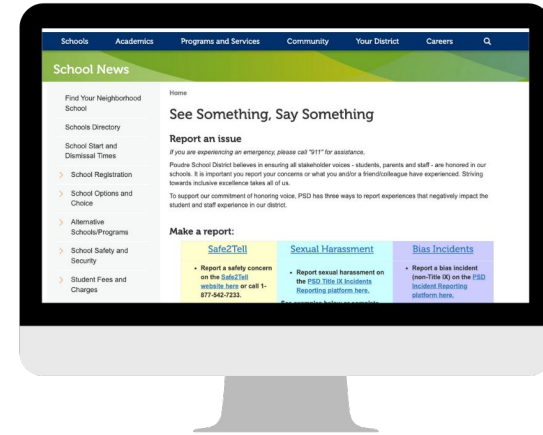 Schools Academics Programs and Services Community Your District Careers
School News
Find Your Neighborhood
School
Schools Directory
School Start and
Dismissal Times
> School Registration
> School Options and
Choice
> Alternative
Schools/Programs
> School Safety and
Security
> Student Fees and
Charges
Home
See Something, Say Something
Report an issue
If you are experiencing an emergency, please call "911" for assistance.
Poudre School District believes in ensuring all stakeholder voices - students, parents and staff - are honored in our
schools. It is important you report your concerns or what you and/or a friend/colleague have experienced. Striving
towards inclusive excellence takes all of us.
To support our commitment of honoring voice, PSD has three ways to report experiences that negatively impact the
student and staff experience in our district.
Make a report:
Safe2Tell
• Report a safety concern
on the Safe2Tell
website here or call 1-
877-542-7233.
Sexual Harassment
• Report sexual harassment on
the PSD Title IX Incidents
Reporting platform here.
Bias Incidents
• Report a bias incident
(non-Title IX) on the PSD
Incident Reporting
platform here.